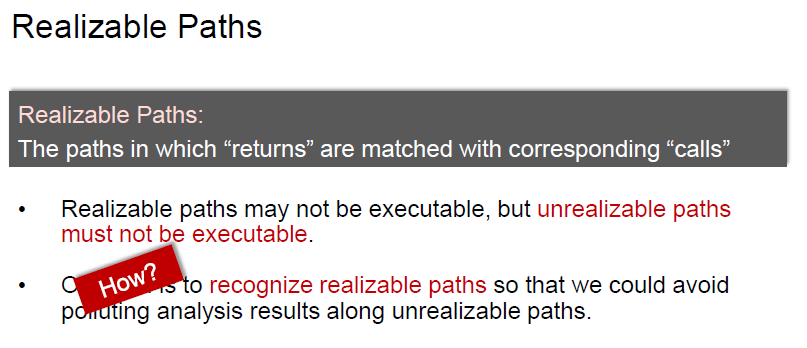 Realizable Paths
Realizable Paths:
The paths in which “returns” are matched with corresponding “calls”
• Realizable paths may not be executable, but unrealizable paths
must not be executable.
How?
• is to recognize realizable paths so that we could avoid
polluting analysis results along unrealizable paths.